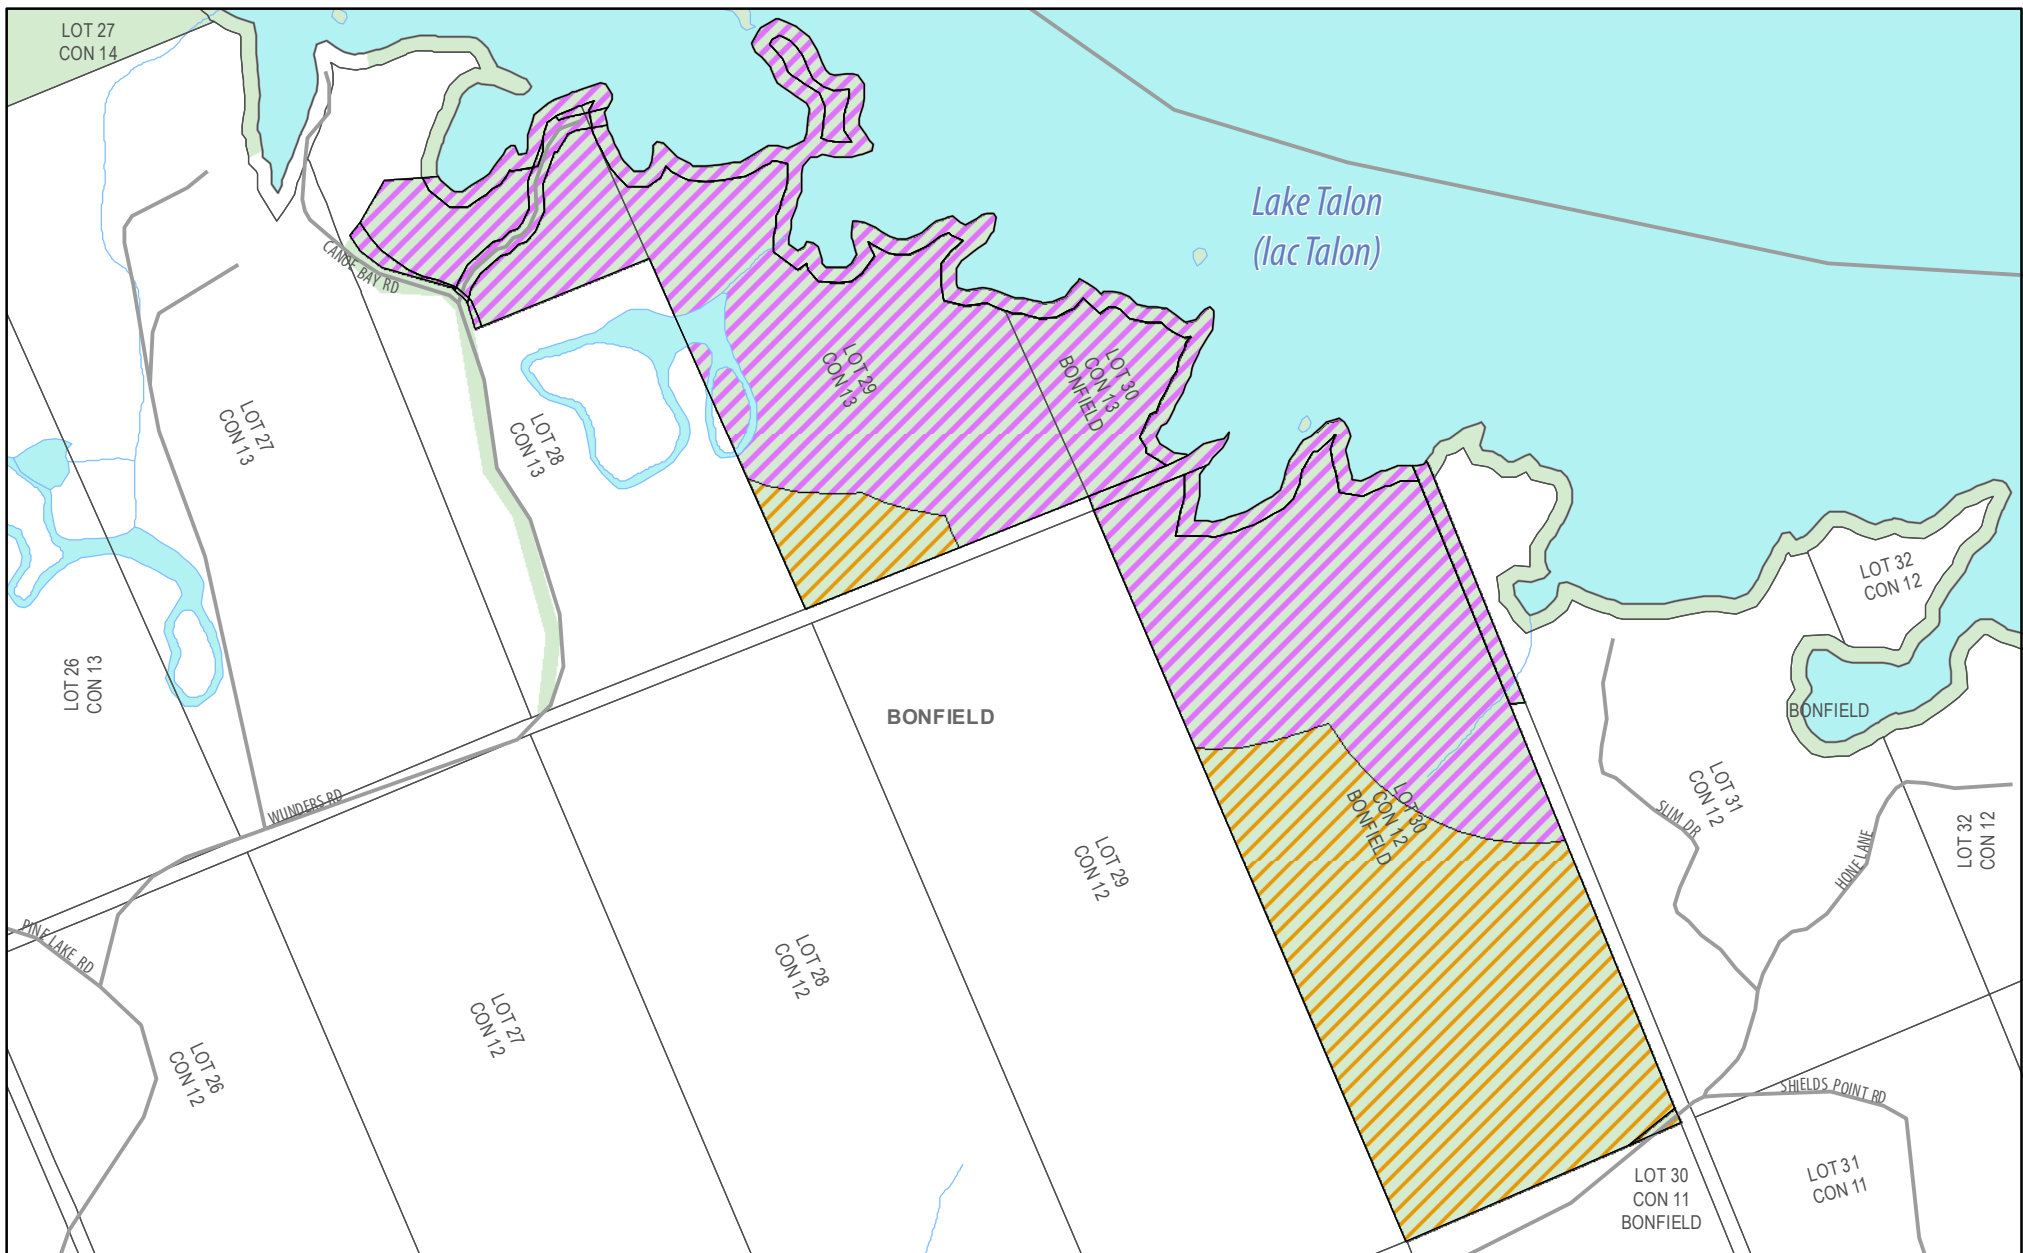 LOT 27
CON 14
Lake Talon
(lac Talon)
CANOE BAY RD
LOT 29
CON 13
LOT 30
CON 13
BONFIELD
LOT 27
CON 13
LOT 28
CON 13
LOT 32
CON 12
LOT 26
CON 13
BONFIELD
BONFIELD
WUNDERS RD
LOT 30
CON 12
BONFIELD
LOT 31
CON 12
SLIM DR
HONE LANE
LOT 32
CON 12
LOT 29
CON 12
PINE LAKE RD
LOT 28
CON 12
LOT 27
CON 12
LOT 26
CON 12
SHIELDS POINT RD
LOT 30
CON 11
BONFIELD
LOT 31
CON 11